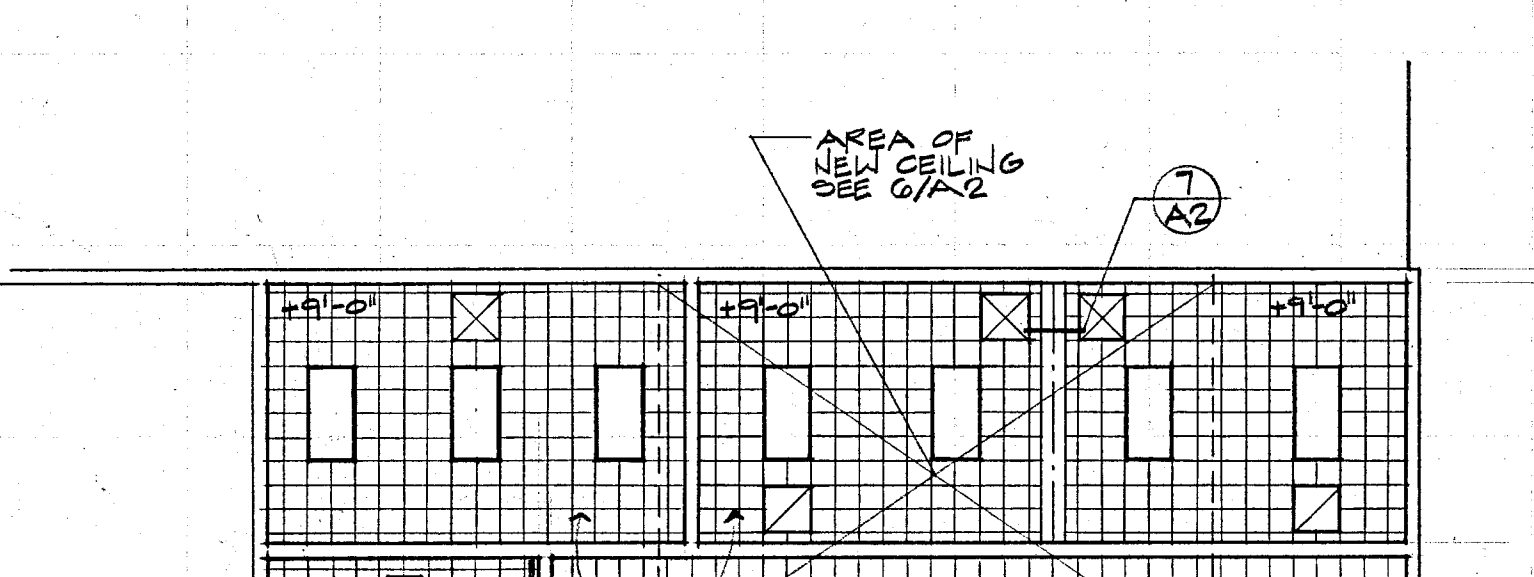 AREA OF
NEW CEILING
SEE 6/A2
7
A2
+9'-0"
+9'-0"
+9'-0"